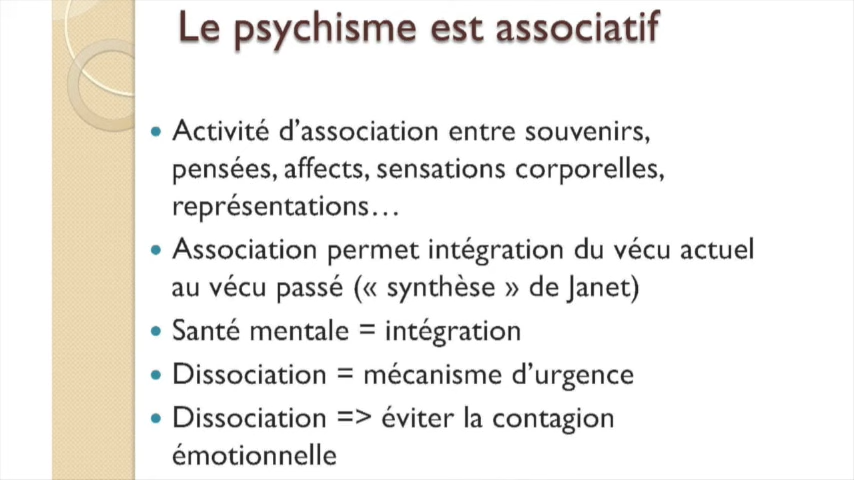 Le psychisme est associatif
• Activité d’association entre souvenirs,
pensées, affects, sensations corporelles,
représentations…
• Association permet intégration du vécu actuel
au vécu passé (« synthèse » de Janet)
• Santé mentale = intégration
• Dissociation = mécanisme d’urgence
• Dissociation => éviter la contagion
émotionnelle